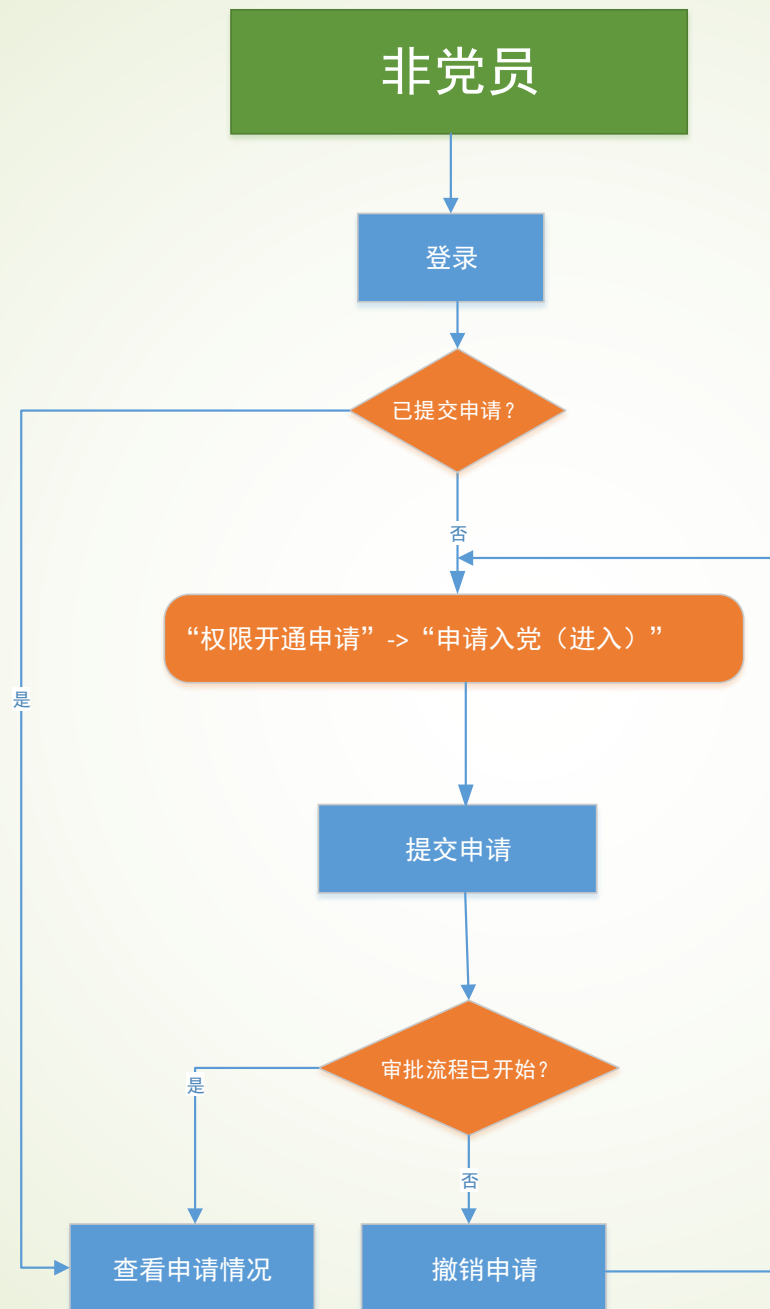 非党员
登录
已提交申请？
否
“权限开通申请” -> “申请入党（进入）”
是
提交申请
审批流程已开始？
是
否
查看申请情况
撤销申请